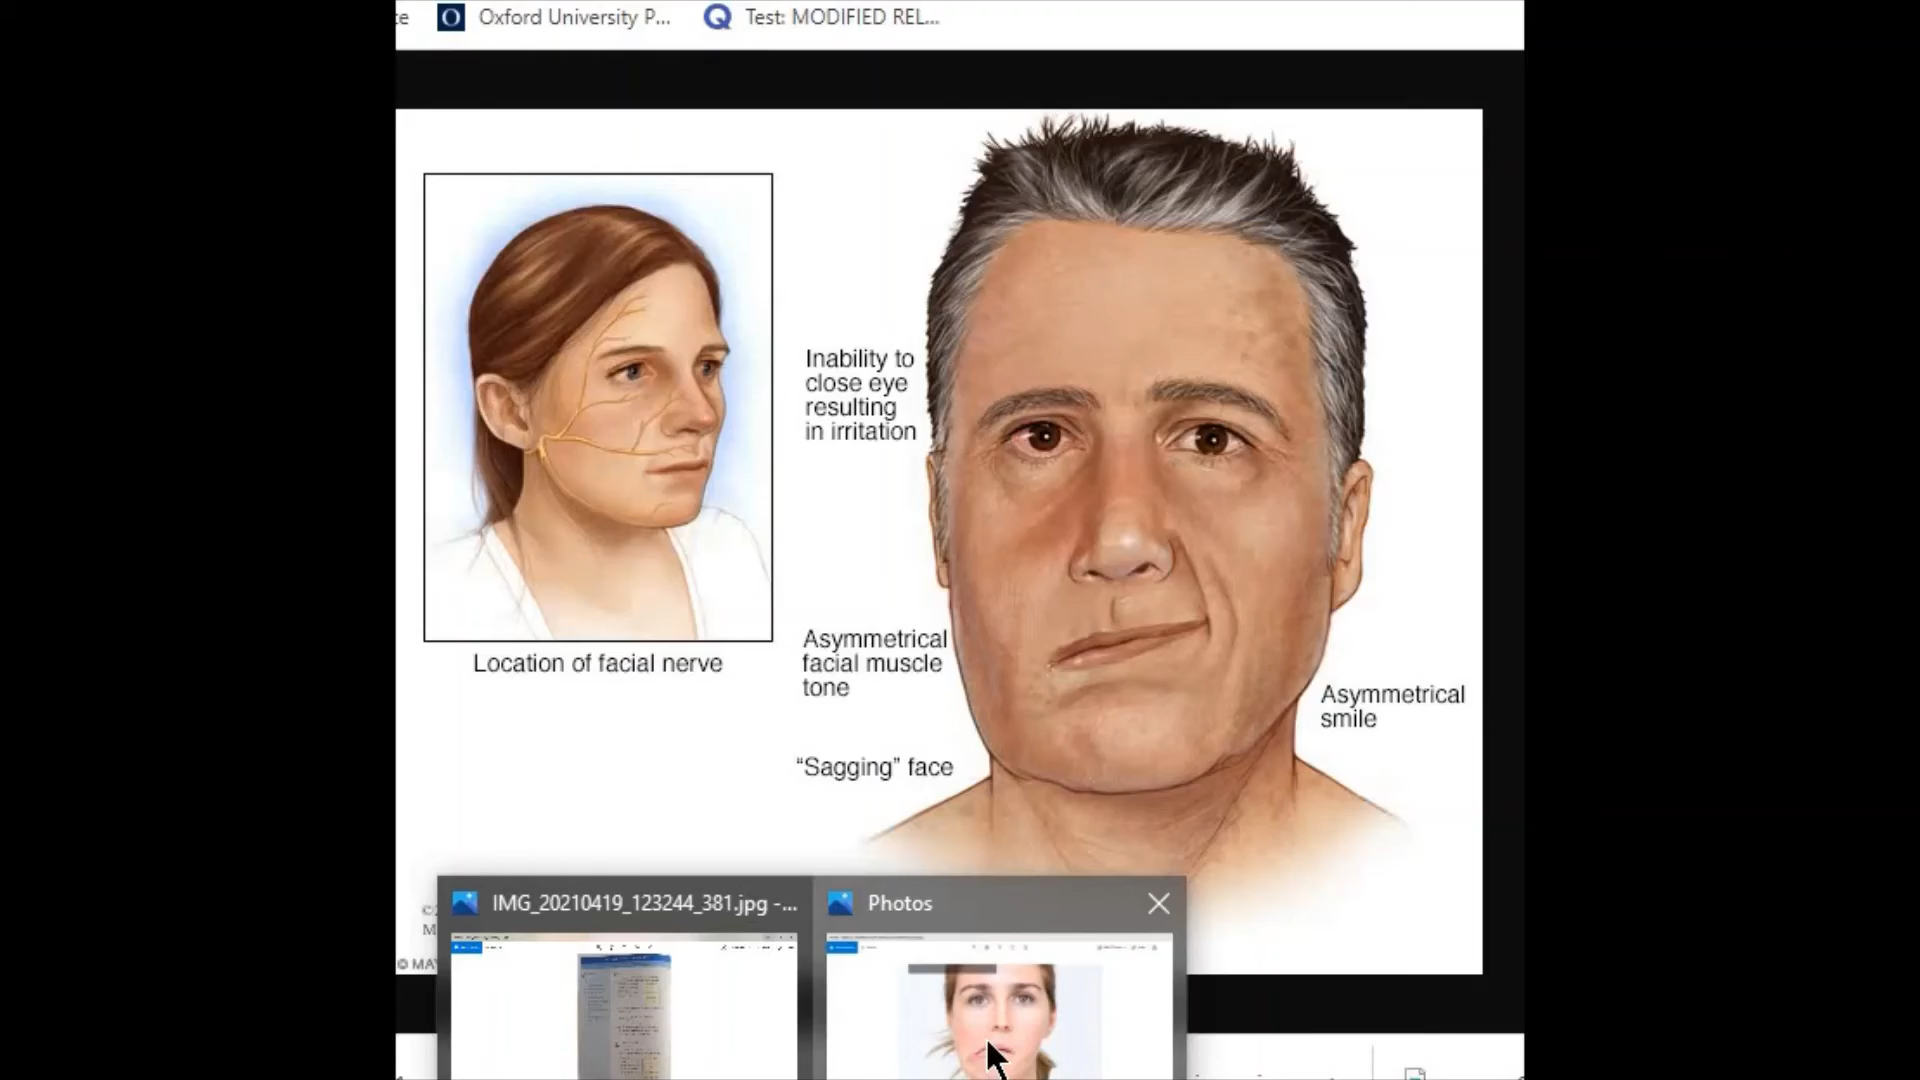 Oxford University P...
Test: MODIFIED REL...
Inability to
close eye
resulting
in irritation
Asymmetrical
facial muscle
tone
Location of facial nerve
Asymmetrical
smile
“Sagging” face
IMG_20210419_123244_381.jpg -...
Photos
© MAY